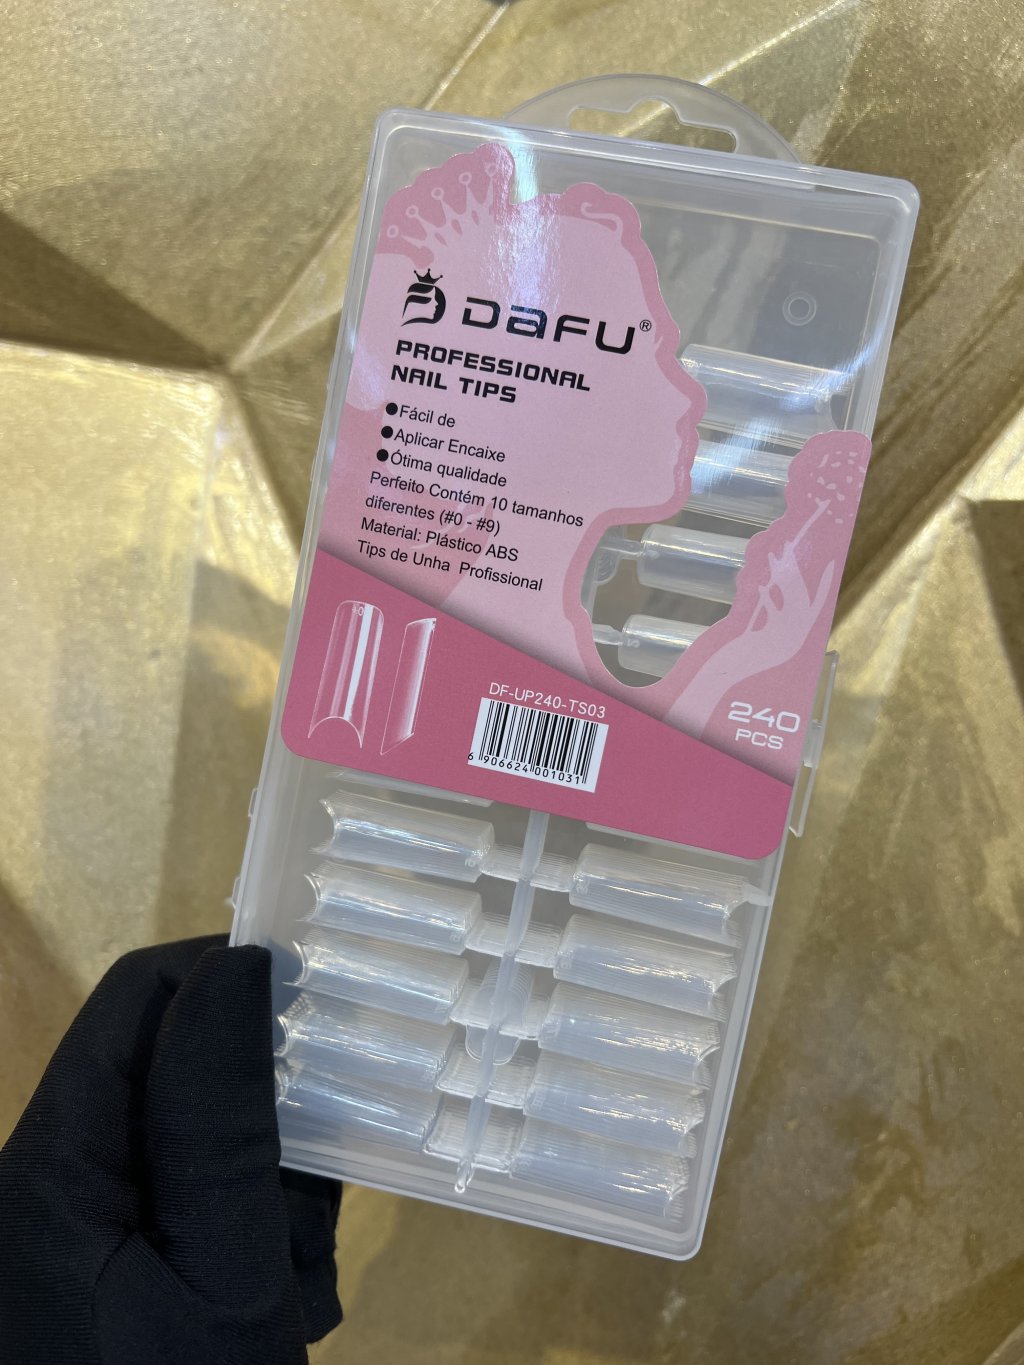 DAFU®
PROFESSIONAL
NAIL TIPS
●Fácil de
●Aplicar Encaixe
●Ótima qualidade
Perfeito Contém 10 tamanhos
diferentes (#0 - #9)
Material: Plástico ABS
Tips de Unha Profissional
DF-UP240-TS03
6 906624 001031
240
PCS